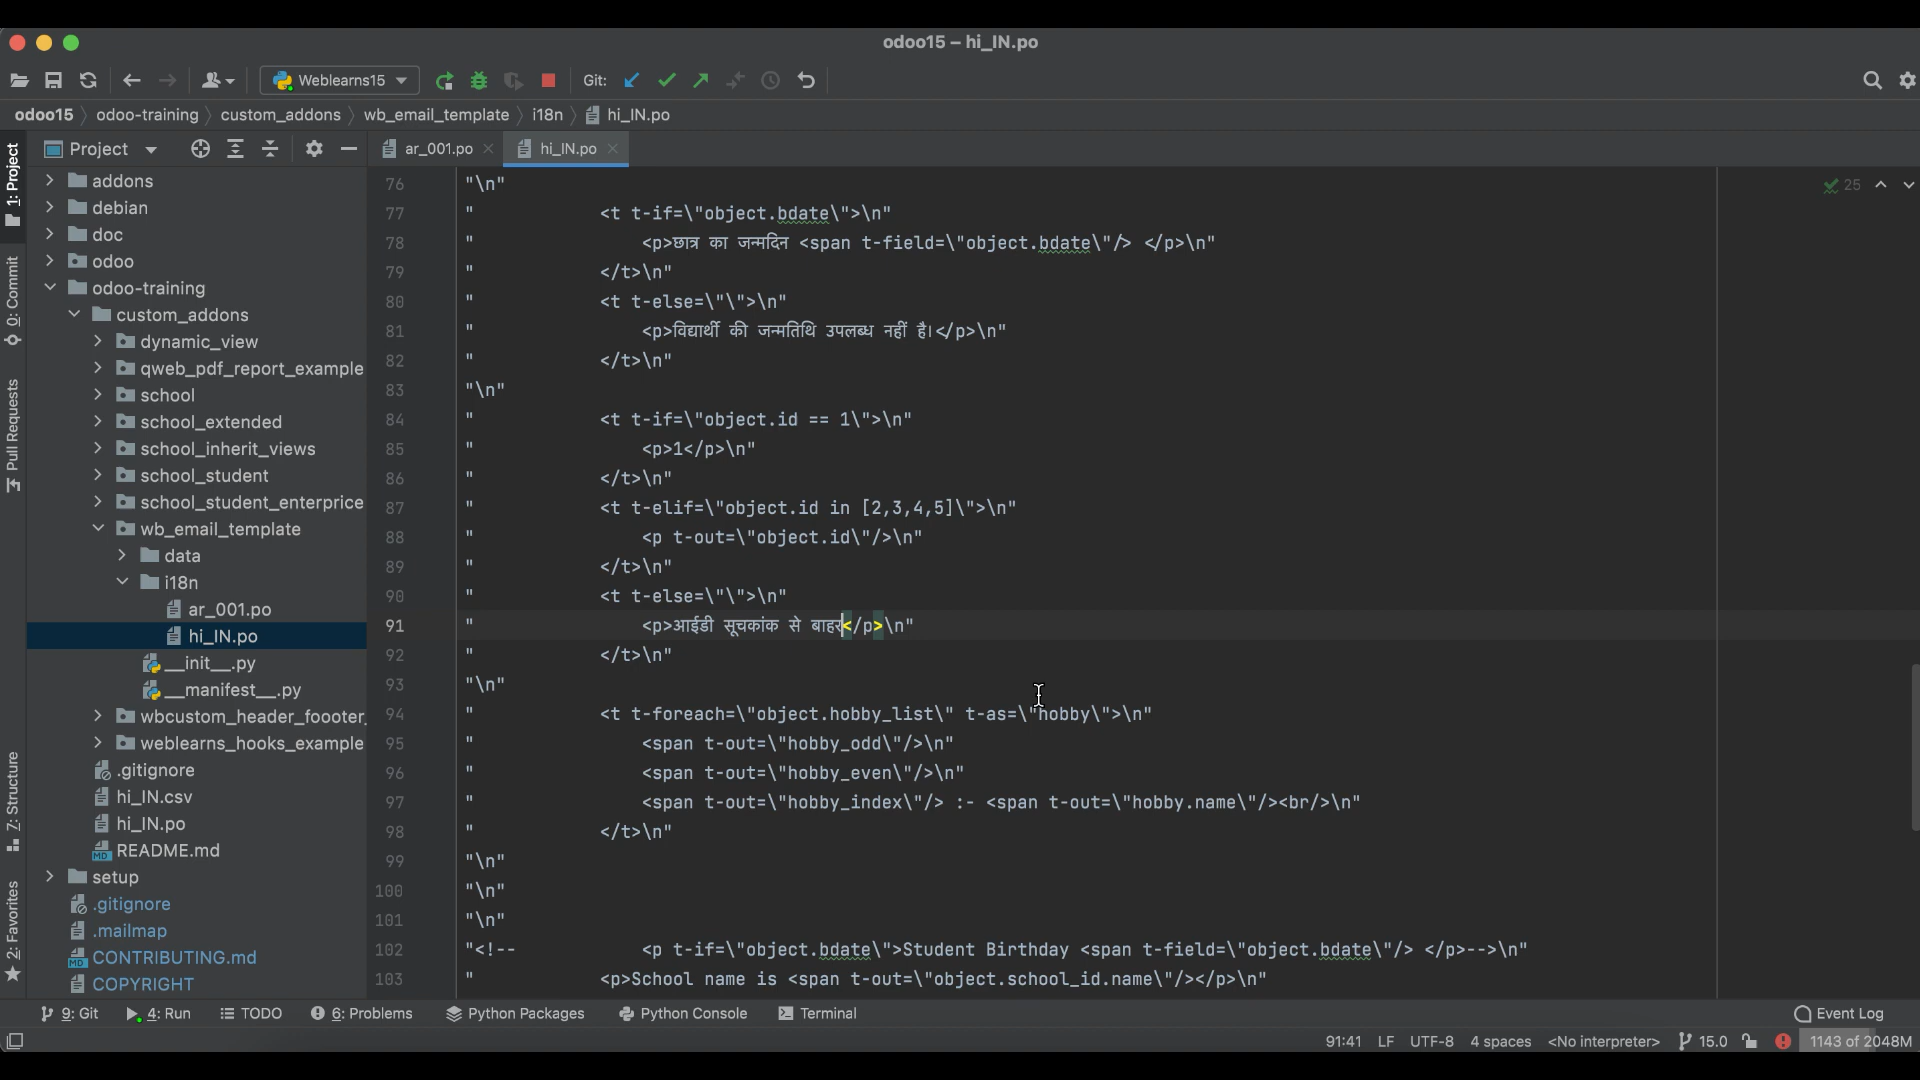 odoo15 – hi_IN.po
Weblearns15
Git:
odoo15 odoo-training custom_addons wb_email_template i18n hi_IN.po
1: Project
0: Commit
Pull Requests
7: Structure
2: Favorites
Project
addons
debian
doc
odoo
odoo-training
custom_addons
dynamic_view
qweb_pdf_report_example
school
school_extended
school_inherit_views
school_student
school_student_enterprice
wb_email_template
data
i18n
ar_001.po
hi_IN.po
__init__.py
__manifest__.py
wbcustom_header_foooter_
weblearns_hooks_example
.gitignore
hi_IN.csv
hi_IN.po
README.md
setup
.gitignore
.mailmap
CONTRIBUTING.md
COPYRIGHT
ar_001.po hi_IN.po
25
76 "\n"
77 " <t t-if=\"object.bdate\">\n"
78 " <p>छात्र का जन्मदिन <span t-field=\"object.bdate\"/> </p>\n"
79 " </t>\n"
80 " <t t-else=\"\">\n"
81 " <p>विद्यार्थी की जन्मतिथि उपलब्ध नहीं है।</p>\n"
82 " </t>\n"
83 "\n"
84 " <t t-if=\"object.id == 1\">\n"
85 " <p>1</p>\n"
86 " </t>\n"
87 " <t t-elif=\"object.id in [2,3,4,5]\">\n"
88 " <p t-out=\"object.id\"/>\n"
89 " </t>\n"
90 " <t t-else=\"\">\n"
91 " <p>आईडी सूचकांक से बाहर</p>\n"
92 " </t>\n"
93 "\n"
94 " <t t-foreach=\"object.hobby_list\" t-as=\"hobby\">\n"
95 " <span t-out=\"hobby_odd\"/>\n"
96 " <span t-out=\"hobby_even\"/>\n"
97 " <span t-out=\"hobby_index\"/> :- <span t-out=\"hobby.name\"/><br/>\n"
98 " </t>\n"
99 "\n"
100 "\n"
101 "\n"
102 "<!-- <p t-if=\"object.bdate\">Student Birthday <span t-field=\"object.bdate\"/> </p>-->\n"
103 " <p>School name is <span t-out=\"object.school_id.name\"/></p>\n"
9: Git 4: Run TODO 6: Problems Python Packages Python Console Terminal Event Log
91:41 LF UTF-8 4 spaces <No interpreter> 15.0 1143 of 2048M